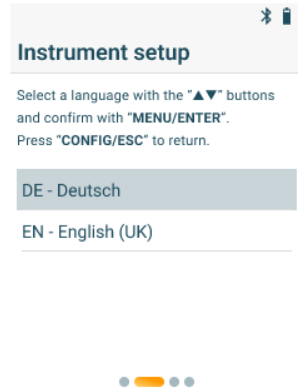 Instrument setup
Select a language with the "▲▼" buttons
and confirm with "MENU/ENTER".
Press "CONFIG/ESC" to return.
DE - Deutsch
EN - English (UK)